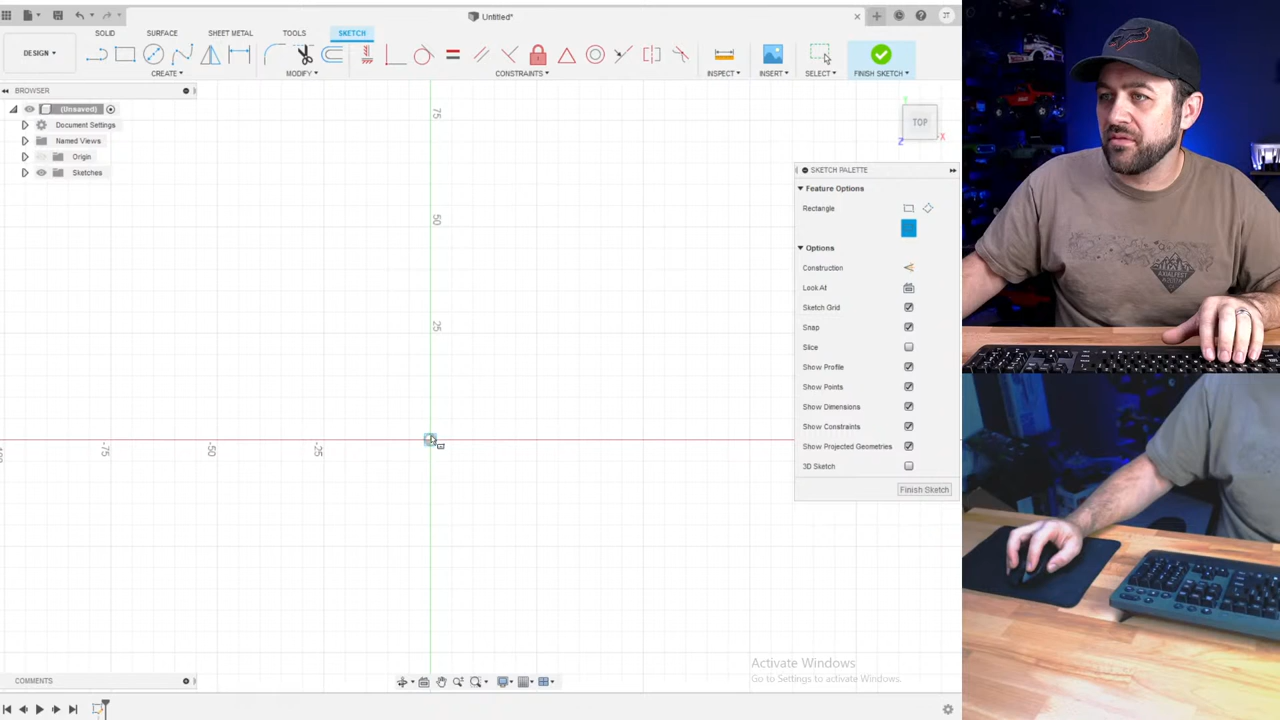 Untitled*
JT
DESIGN
SOLID
SURFACE
SHEET METAL
TOOLS
SKETCH
CREATE
MODIFY
CONSTRAINTS
INSPECT
INSERT
SELECT
FINISH SKETCH
BROWSER
(Unsaved)
Document Settings
Named Views
Origin
Sketches
TOP
Y
X
Z
75
50
25
-75
-50
-25
SKETCH PALETTE
Feature Options
Rectangle
Options
Construction
Look At
Sketch Grid
Snap
Slice
Show Profile
Show Points
Show Dimensions
Show Constraints
Show Projected Geometries
3D Sketch
Finish Sketch
Activate Windows
Go to Settings to activate Windows.
COMMENTS
AXIALFEST